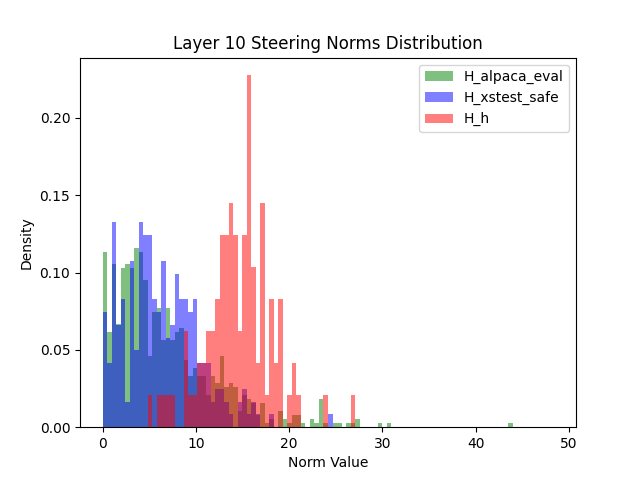 Layer 10 Steering Norms Distribution
H_alpaca_eval
H_xstest_safe
H_h
Density
0.20
0.15
0.10
0.05
0.00
0
10
20
30
40
50
Norm Value